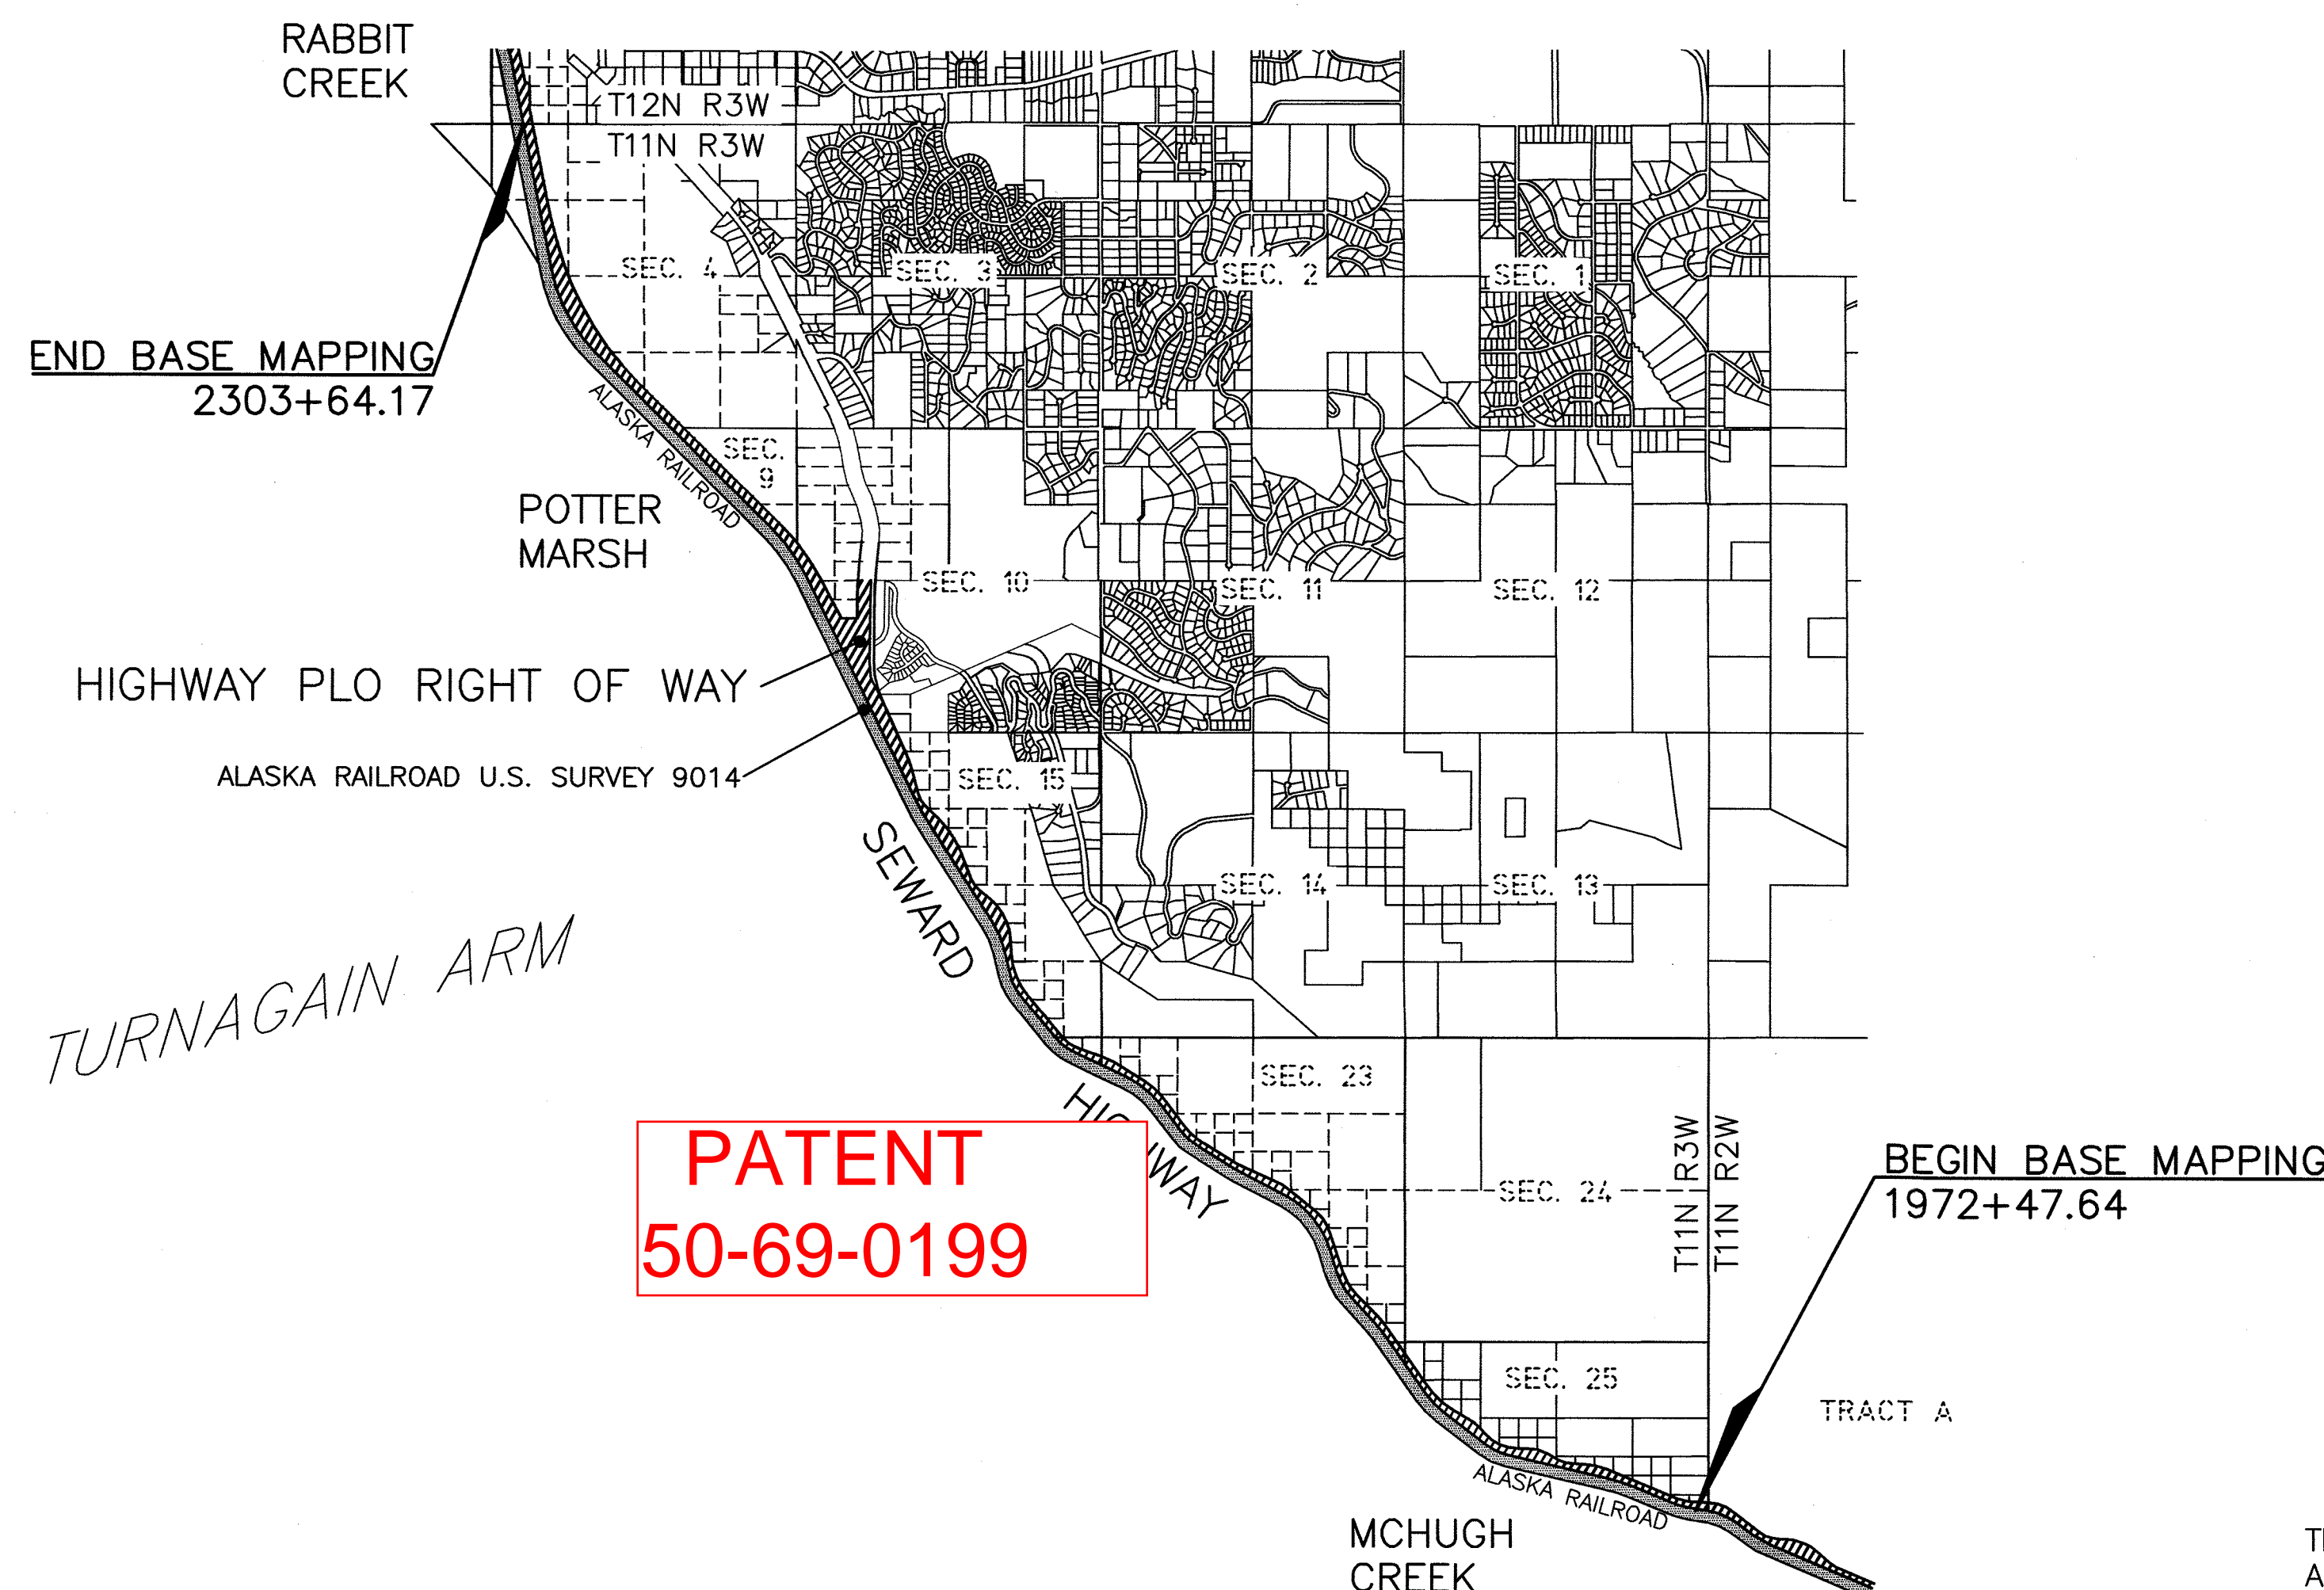 RABBIT
CREEK
T12N R3W
T11N R3W
SEC. 4
SEC. 3
SEC. 2
SEC. 1
END BASE MAPPING
2303+64.17
ALASKA RAILROAD
SEC.
9
POTTER
MARSH
SEC. 10
SEC. 11
SEC. 12
HIGHWAY PLO RIGHT OF WAY
ALASKA RAILROAD U.S. SURVEY 9014
SEC. 15
SEWARD
SEC. 14
SEC. 13
TURNAGAIN ARM
SEC. 23
PATENT
50-69-0199
T11N R3W
T11N R2W
BEGIN BASE MAPPING
1972+47.64
SEC. 24
SEC. 25
TRACT A
ALASKA RAILROAD
MCHUGH
CREEK